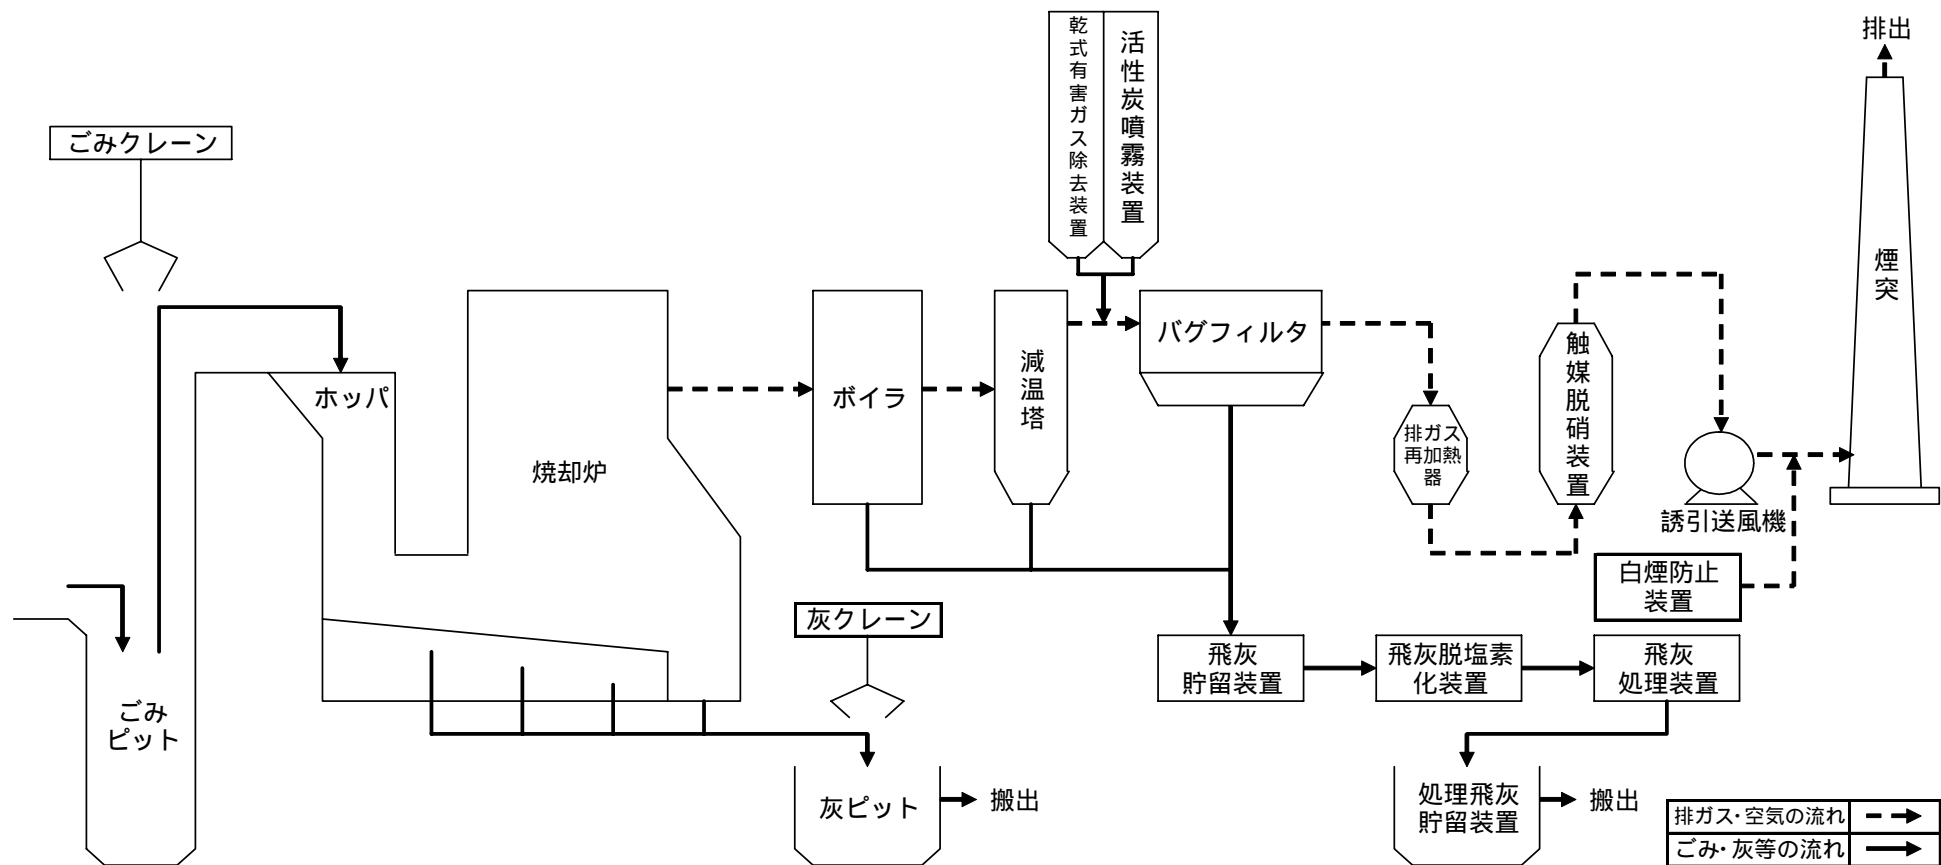 乾式有害ガス除去装置
活性炭噴霧装置
排出
ごみクレーン
煙突
ホッパ
焼却炉
ボイラ
減温塔
バグフィルタ
排ガス
再加熱
器
触媒脱硝装置
誘引送風機
白煙防止
装置
灰クレーン
飛灰
貯留装置
飛灰脱塩素
化装置
飛灰
処理装置
ごみ
ピット
灰ピット
搬出
処理飛灰
貯留装置
搬出
排ガス・空気の流れ
ごみ・灰等の流れ